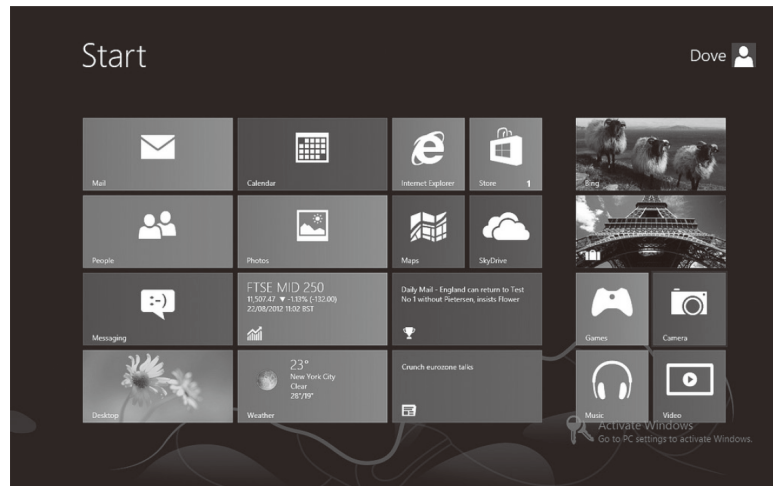 Start
Dove
Mail
Calendar
Internet Explorer
Store 1
Bing
People
Photos
Maps
SkyDrive
Messaging
FTSE MID 250
11,507.47 ▼ -1.13% (-132.00)
22/08/2012 11:02 BST
Daily Mail - England can return to Test
No 1 without Pietersen, insists Flower
Games
Camera
Desktop
23°
New York City
Clear
28°/19°
Weather
Crunch eurozone talks
Music
Video
Activate Windows
Go to PC settings to activate Windows.